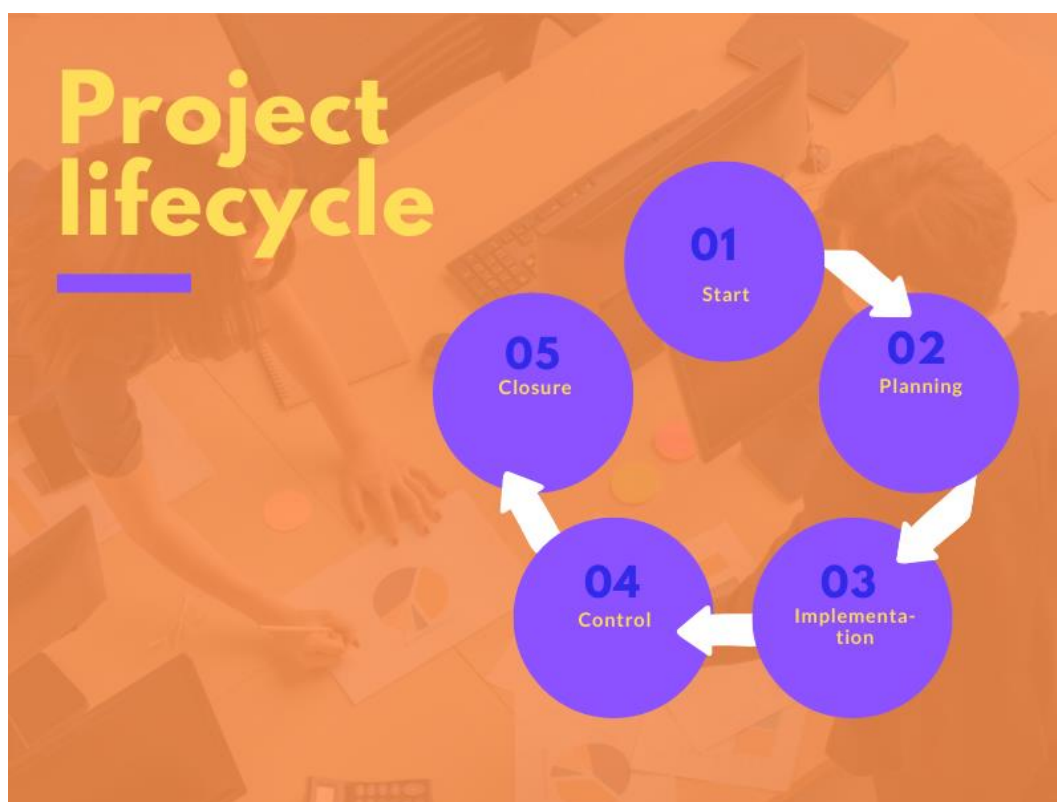 Project
lifecycle
01
Start
02
Planning
03
Implementa-
tion
04
Control
05
Closure